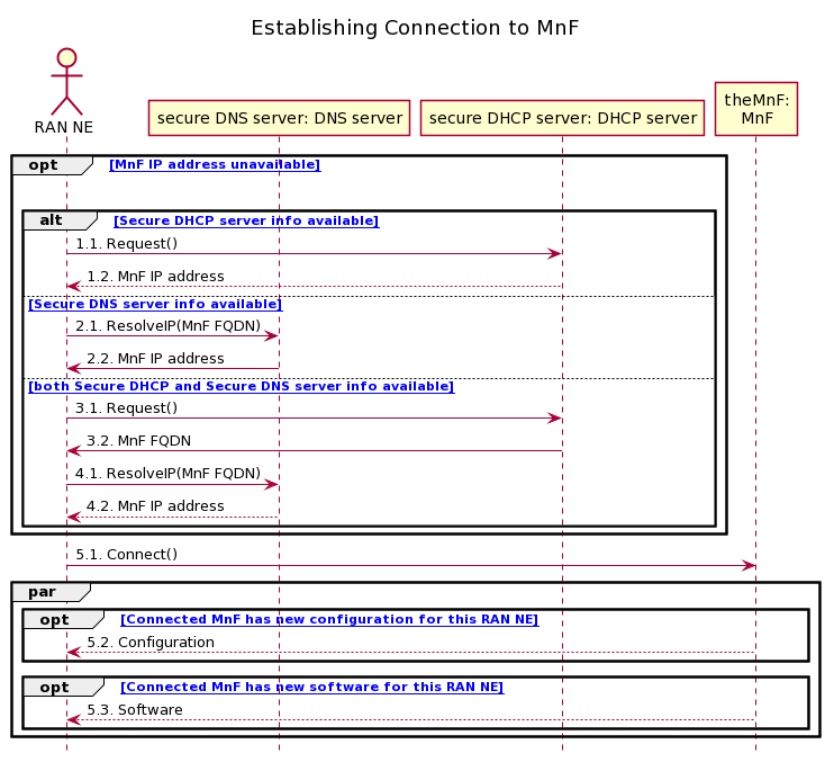 Establishing Connection to MnF
RAN NE
secure DNS server: DNS server
secure DHCP server: DHCP server
theMnF:
MnF
opt [MnF IP address unavailable]
alt [Secure DHCP server info available]
1.1. Request()
1.2. MnF IP address
[Secure DNS server info available]
2.1. ResolveIP(MnF FQDN)
2.2. MnF IP address
[both Secure DHCP and Secure DNS server info available]
3.1. Request()
3.2. MnF FQDN
4.1. ResolveIP(MnF FQDN)
4.2. MnF IP address
5.1. Connect()
par
opt [Connected MnF has new configuration for this RAN NE]
5.2. Configuration
opt [Connected MnF has new software for this RAN NE]
5.3. Software